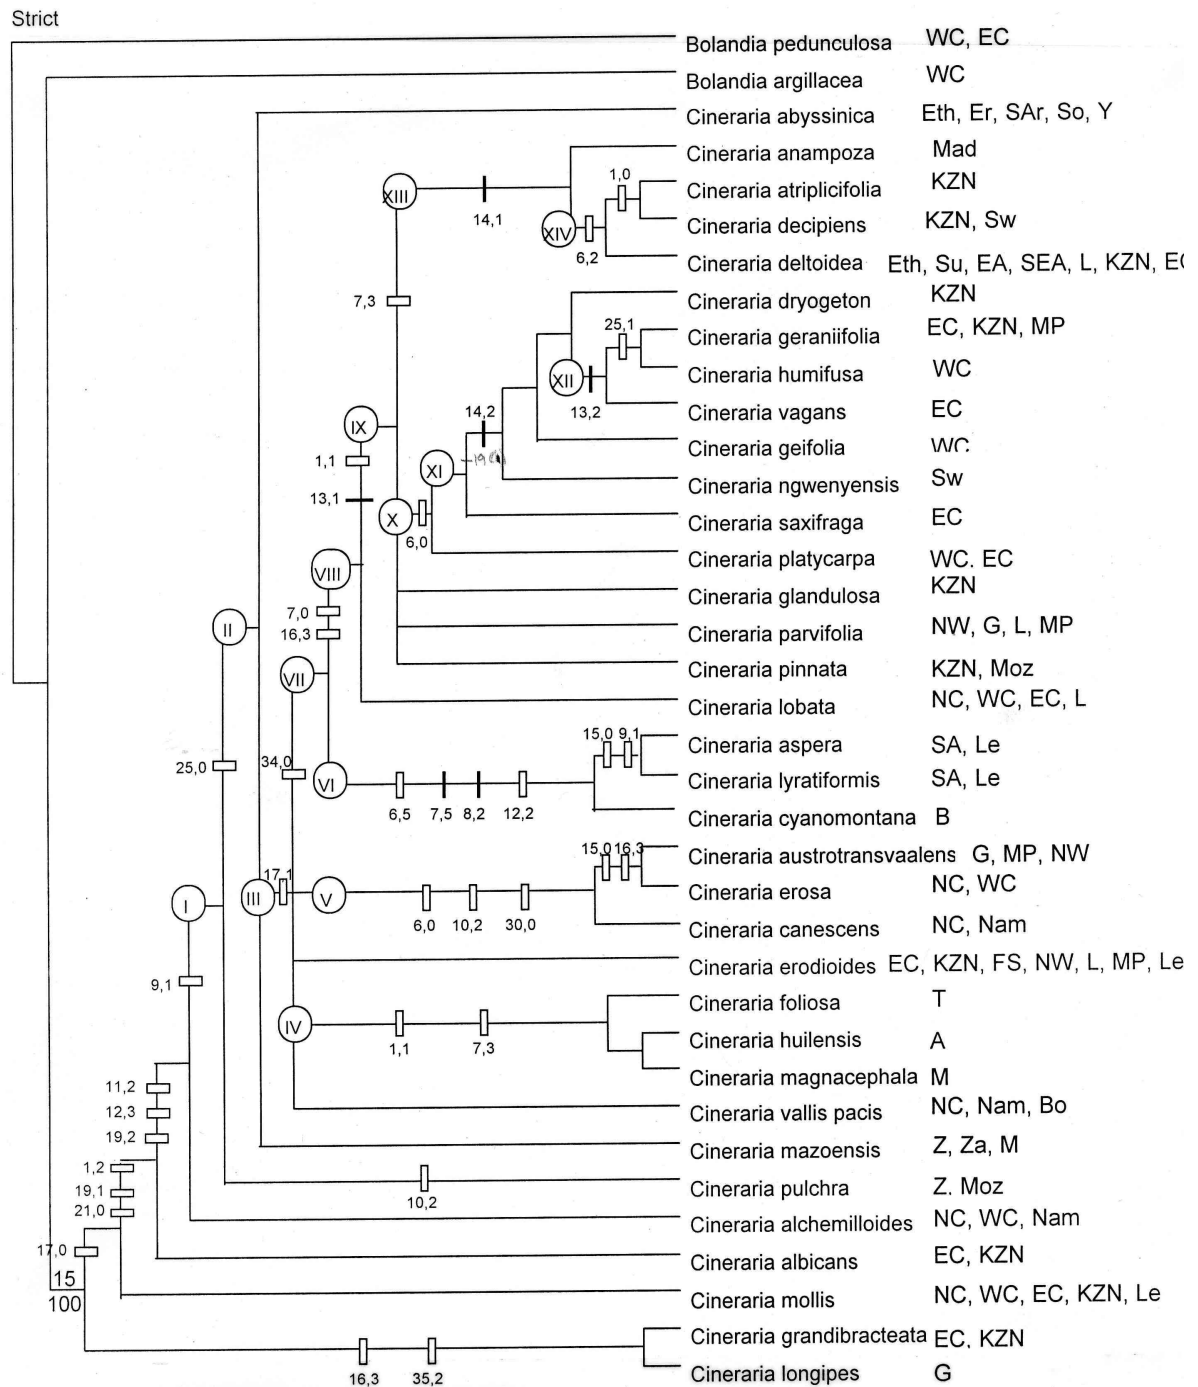 Strict
Bolandia pedunculosa WC, EC
Bolandia argillacea WC
Cineraria abyssinica Eth, Er, SAr, So, Y
Cineraria anampoza Mad
XIII
14,1
1,0
Cineraria atriplicifolia KZN
Cineraria decipiens KZN, Sw
XIV
6,2
Cineraria deltoidea Eth, Su, EA, SEA, L, KZN, EC
7,3
Cineraria dryogeton KZN
25,1
Cineraria geraniifolia EC, KZN, MP
XII
Cineraria humifusa WC
14,2
13,2
Cineraria vagans EC
IX
Cineraria geifolia WC
1,1
XI
Cineraria ngwenyensis Sw
13,1
X
6,0
Cineraria saxifraga EC
VIII
Cineraria platycarpa WC. EC
7,0
Cineraria glandulosa KZN
II
16,3
Cineraria parvifolia NW, G, L, MP
VII
Cineraria pinnata KZN, Moz
Cineraria lobata NC, WC, EC, L
15,0 9,1
Cineraria aspera SA, Le
25,0
34,0
VI
Cineraria lyratiformis SA, Le
6,5 7,5 8,2 12,2
Cineraria cyanomontana B
15,0 16,3
Cineraria austrotransvaalens G, MP, NW
17,1
I
III
V
Cineraria erosa NC, WC
6,0 10,2 30,0
Cineraria canescens NC, Nam
9,1
Cineraria erodioides EC, KZN, FS, NW, L, MP, Le
Cineraria foliosa T
IV
1,1 7,3
Cineraria huilensis A
Cineraria magnacephala M
11,2
12,3
Cineraria vallis pacis NC, Nam, Bo
19,2
Cineraria mazoensis Z, Za, M
1,2
19,1
10,2
Cineraria pulchra Z. Moz
21,0
Cineraria alchemilloides NC, WC, Nam
17,0
Cineraria albicans EC, KZN
15
100
Cineraria mollis NC, WC, EC, KZN, Le
Cineraria grandibracteata EC, KZN
16,3 35,2
Cineraria longipes G